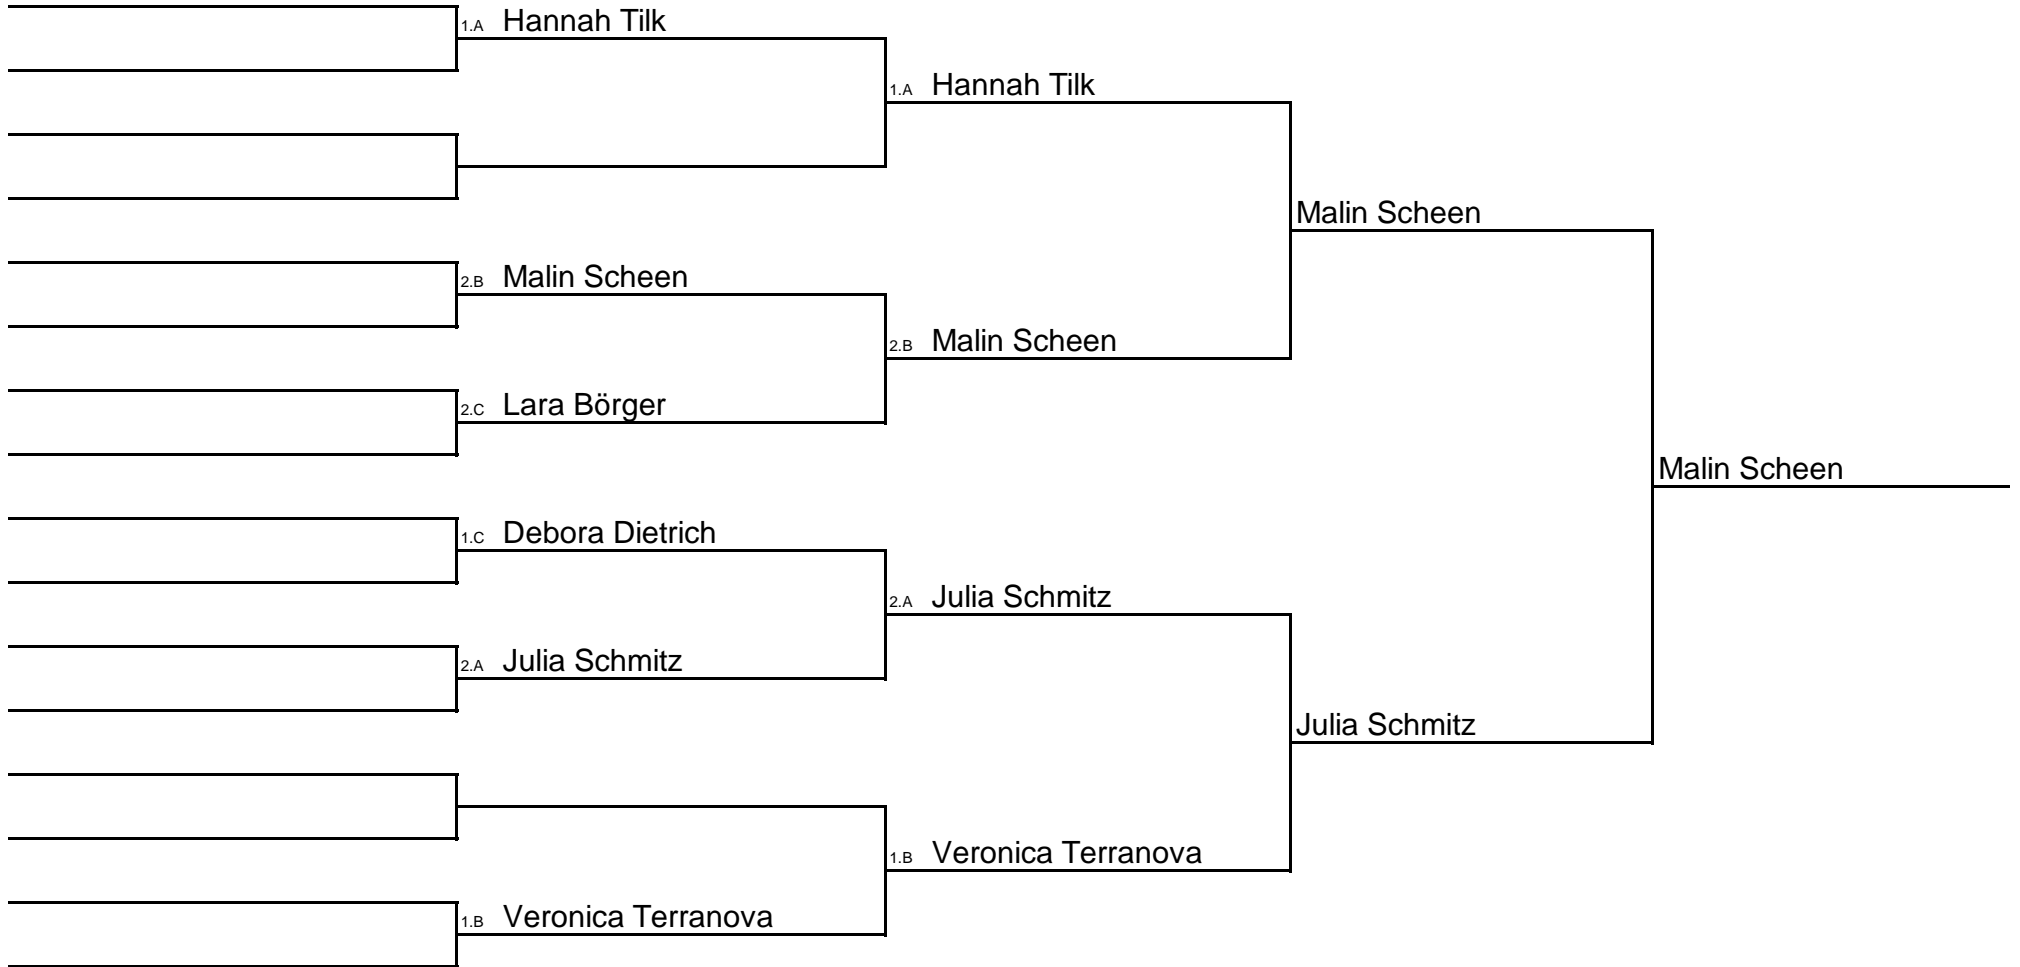 1.A Hannah Tilk
1.A Hannah Tilk
Malin Scheen
2.B Malin Scheen
2.B Malin Scheen
2.C Lara Börger
Malin Scheen
1.C Debora Dietrich
2.A Julia Schmitz
2.A Julia Schmitz
Julia Schmitz
1.B Veronica Terranova
1.B Veronica Terranova